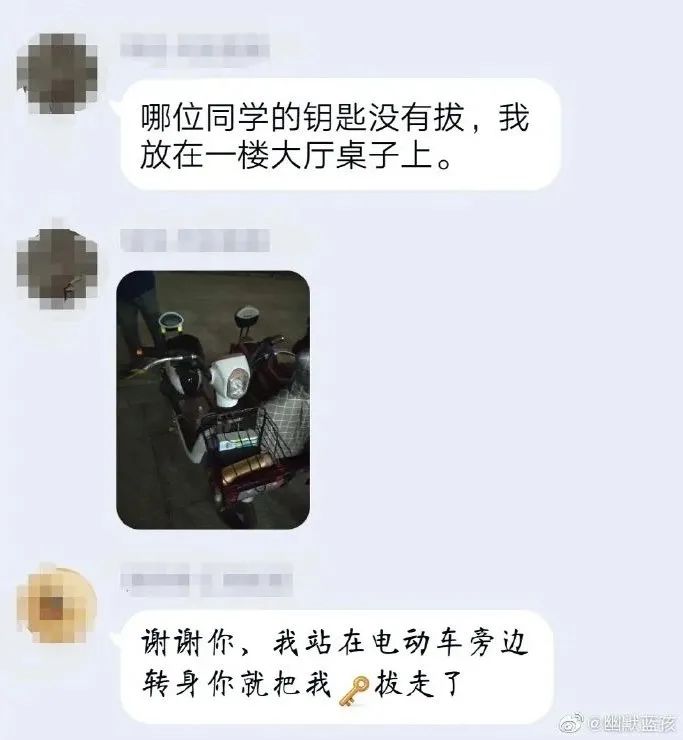 哪位同学的钥匙没有拔，我
放在一楼大厅桌子上。
谢谢你，我站在电动车旁边
转身你就把我🔑拔走了
@幽默蓝孩